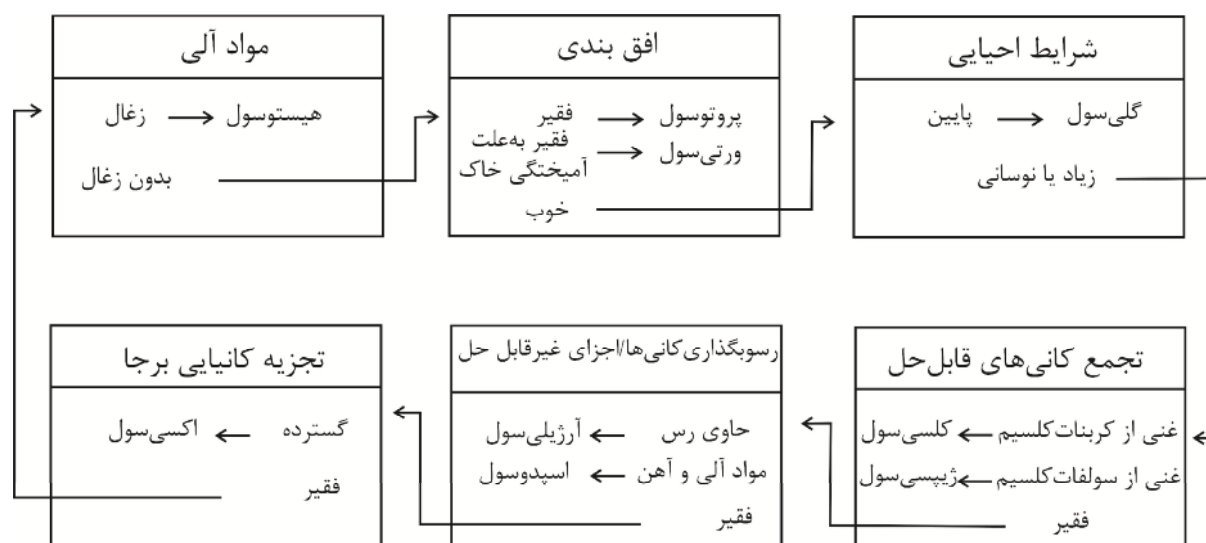 مواد آلی
هیستوسول → زغال
بدون زغال
افق بندی
پروتوسول → فقیر
ورتی‌سول → فقیر به‌علت
آمیختگی خاک
خوب
شرایط احیایی
گلی‌سول → پایین
زیاد یا نوسانی
تجمع کانی‌های قابل‌حل
غنی از کربنات‌کلسیم ← کلسی‌سول
غنی از سولفات‌کلسیم ← ژیپسی‌سول
فقیر
رسوبگذاری‌کانی‌ها/اجزای غیرقابل حل
حاوی رس ← آرژیلی‌سول
مواد آلی و آهن ← اسپدوسول
فقیر
تجزیه کانیایی برجا
گسترده ← اکسی‌سول
فقیر